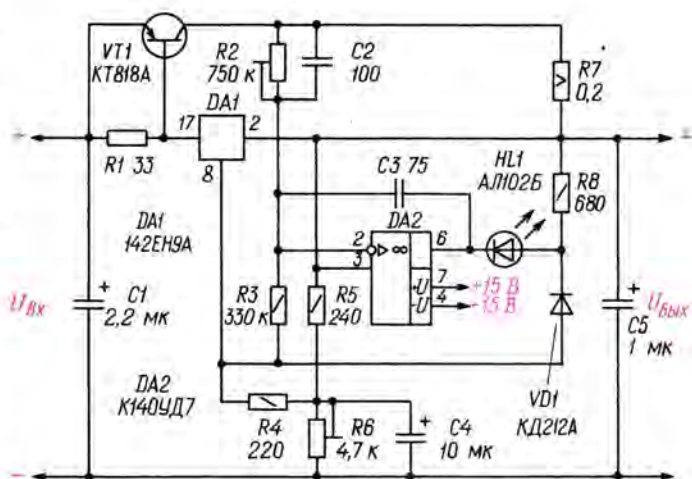 VT1
КТ818А
R2
750 к
C2
100
R7
0,2
DA1
17
2
8
+
R1 33
+
C3 75
HL1
АЛ102Б
R8
680
DA1
142ЕН9А
DA2
2
3
6
7
4
+U
-U
+15 В
-15 В
Uвх
+
C1
2,2 мк
R3
330 к
R5
240
+
C5
1 мк
Uвых
DA2
К140УД7
R4
220
R6
4,7 к
+
C4
10 мк
VD1
КД212А
-
-